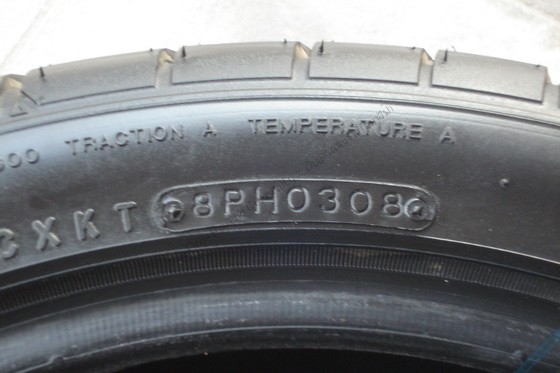 TRACTION A TEMPERATURE A
CXKT 8PH0308